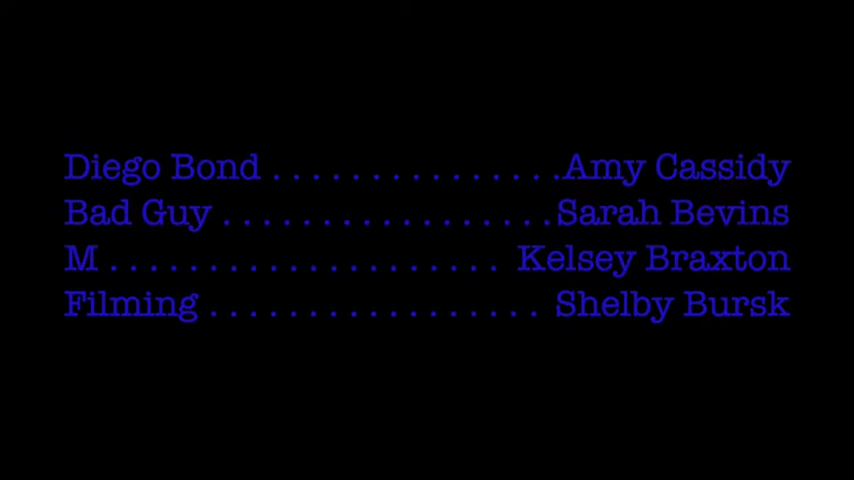 Diego Bond . . . . . . . . . . . . . . .Amy Cassidy
Bad Guy . . . . . . . . . . . . . . . . .Sarah Bevins
M . . . . . . . . . . . . . . . . . . . . Kelsey Braxton
Filming . . . . . . . . . . . . . . . . . Shelby Bursk